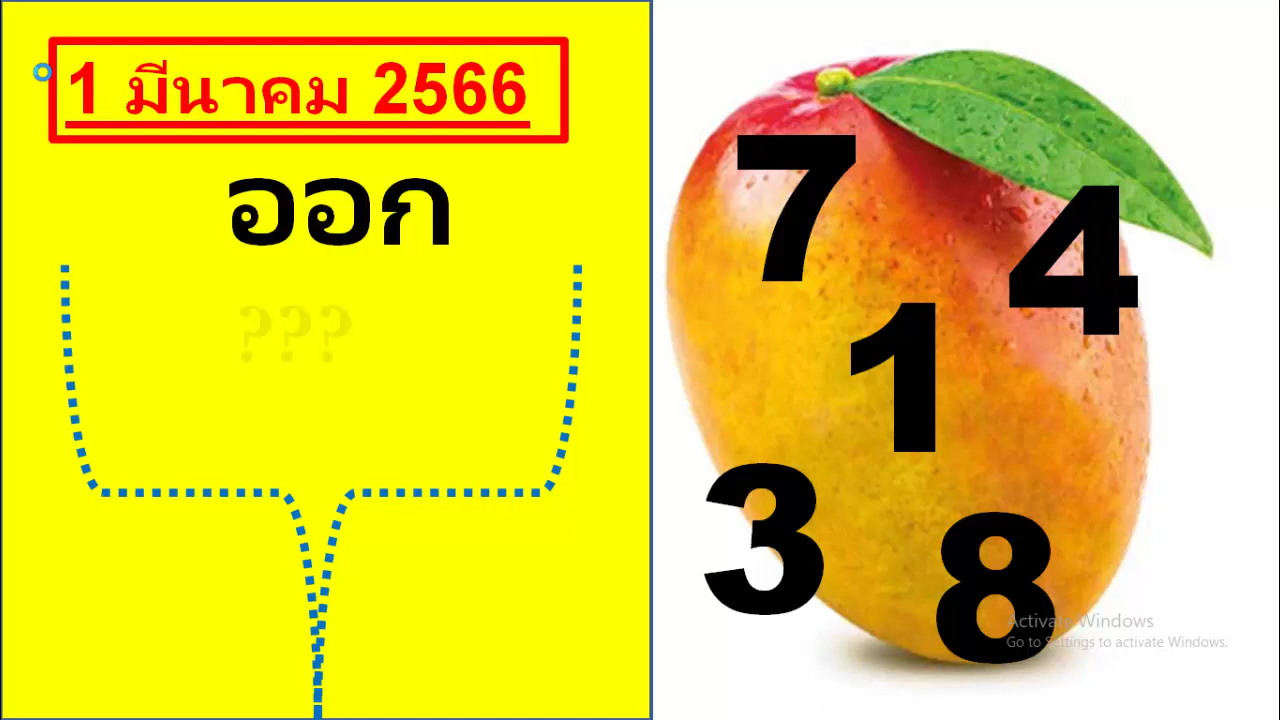 1 มีนาคม 2566
ออก
???
7
4
1
3
8
Activate Windows
Go to Settings to activate Windows.